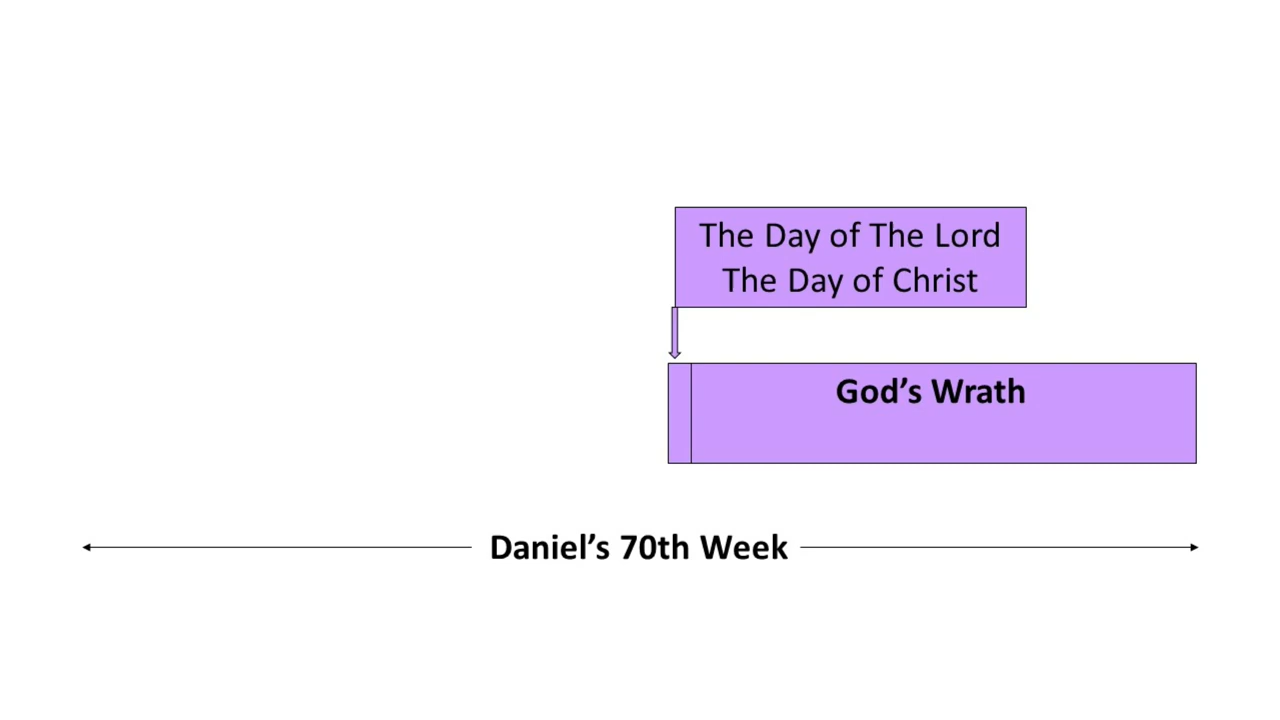 The Day of The Lord
The Day of Christ
God’s Wrath
Daniel’s 70th Week